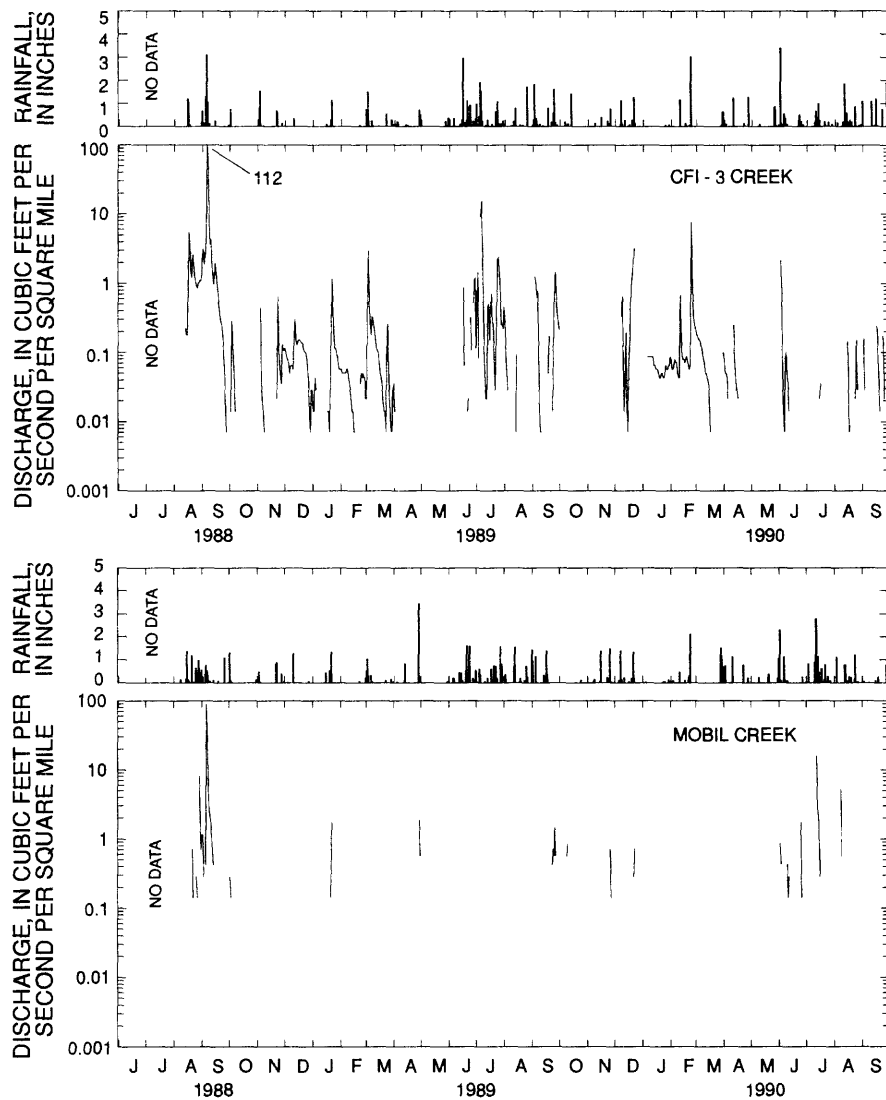 RAINFALL,
IN INCHES
5
4
3
2
1
0
NO DATA
DISCHARGE, IN CUBIC FEET PER
SECOND PER SQUARE MILE
100
10
1
0.1
0.01
0.001
NO DATA
112
CFI - 3 CREEK
J J A S O N D J F M A M J J A S O N D J F M A M J J A S
1988 1989 1990
RAINFALL,
IN INCHES
5
4
3
2
1
0
NO DATA
DISCHARGE, IN CUBIC FEET PER
SECOND PER SQUARE MILE
100
10
1
0.1
0.01
0.001
NO DATA
MOBIL CREEK
J J A S O N D J F M A M J J A S O N D J F M A M J J A S
1988 1989 1990